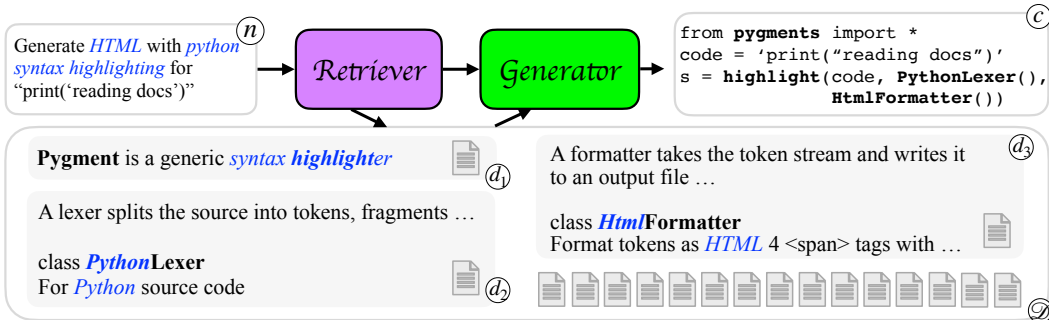 Generate HTML with python
syntax highlighting for
“print('reading docs')”
n
Retriever
Generator
c
from pygments import *
code = ‘print(“reading docs”)’
s = highlight(code, PythonLexer(),
HtmlFormatter())
Pygment is a generic syntax highlighter
d1
A lexer splits the source into tokens, fragments …
class PythonLexer
For Python source code
d2
A formatter takes the token stream and writes it
to an output file …
class HtmlFormatter
Format tokens as HTML 4 <span> tags with …
d3
𝒟